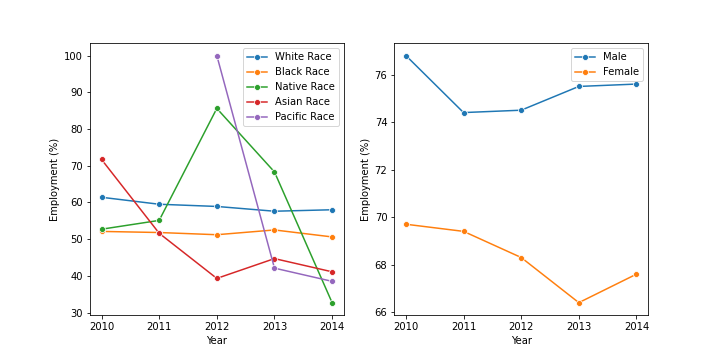 100
90
80
70
60
50
40
30
Employment (%)
2010 2011 2012 2013 2014
Year
White Race
Black Race
Native Race
Asian Race
Pacific Race
76
74
72
70
68
66
Employment (%)
2010 2011 2012 2013 2014
Year
Male
Female